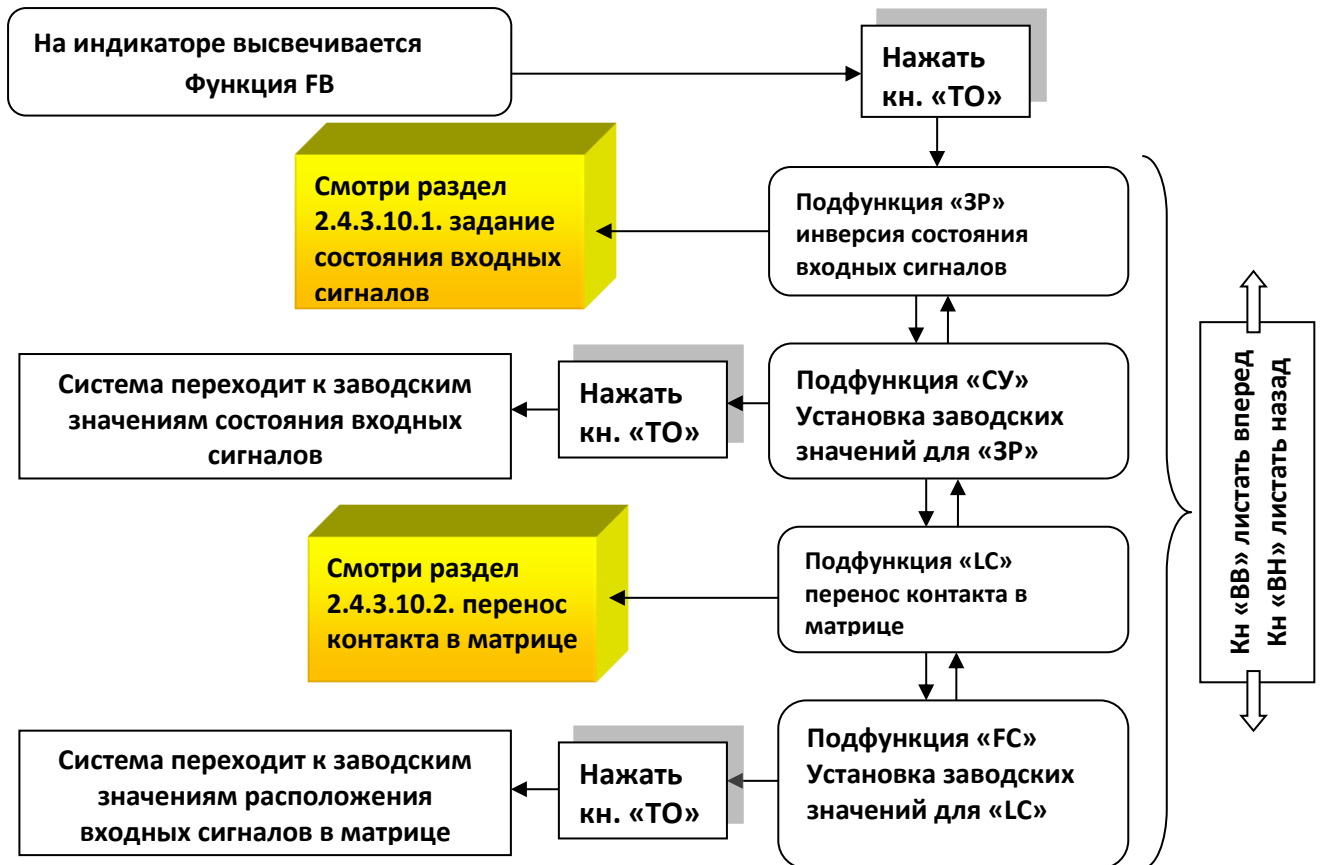 На индикаторе высвечивается
Функция FB
Нажать
кн. «ТО»
Смотри раздел
2.4.3.10.1. задание
состояния входных
сигналов
Подфункция «ЗР»
инверсия состояния
входных сигналов
Система переходит к заводским
значениям состояния входных
сигналов
Нажать
кн. «ТО»
Подфункция «СУ»
Установка заводских
значений для «ЗР»
Смотри раздел
2.4.3.10.2. перенос
контакта в матрице
Подфункция «LC»
перенос контакта в
матрице
Система переходит к заводским
значениям расположения
входных сигналов в матрице
Нажать
кн. «ТО»
Подфункция «FC»
Установка заводских
значений для «LC»
Кн «ВВ» листать вперед
Кн «ВН» листать назад